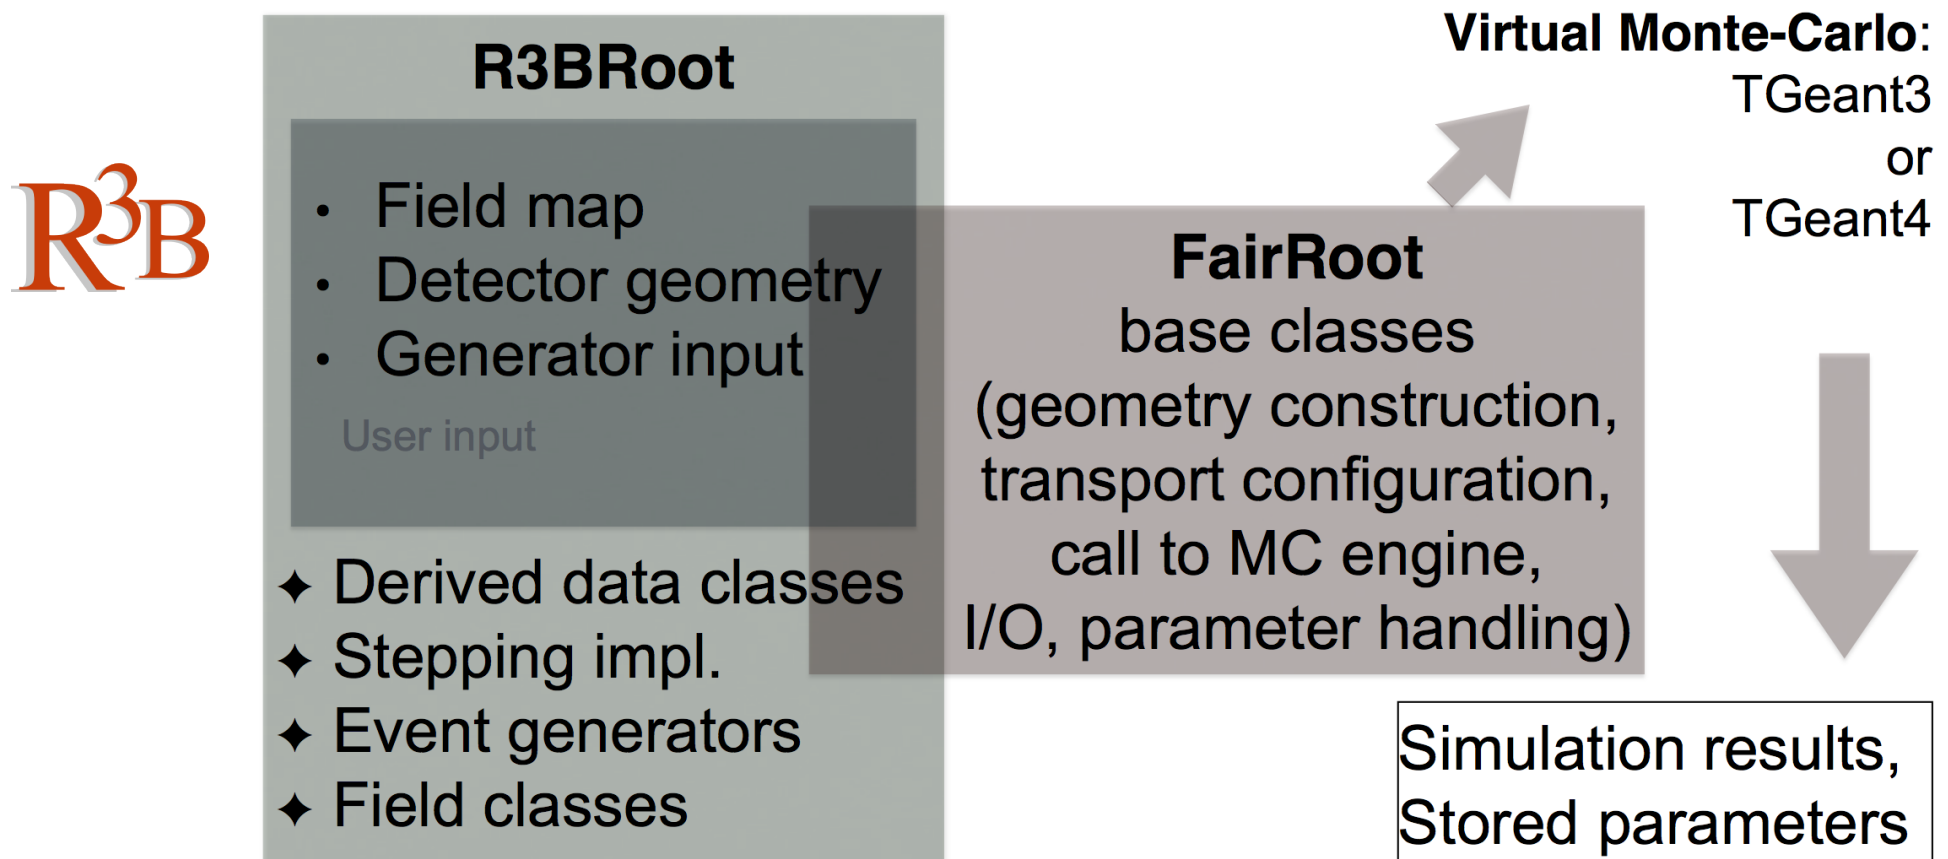 R3B
R3BRoot
• Field map
• Detector geometry
• Generator input
User input
✦ Derived data classes
✦ Stepping impl.
✦ Event generators
✦ Field classes
FairRoot
base classes
(geometry construction,
transport configuration,
call to MC engine,
I/O, parameter handling)
Virtual Monte-Carlo:
TGeant3
or
TGeant4
Simulation results,
Stored parameters